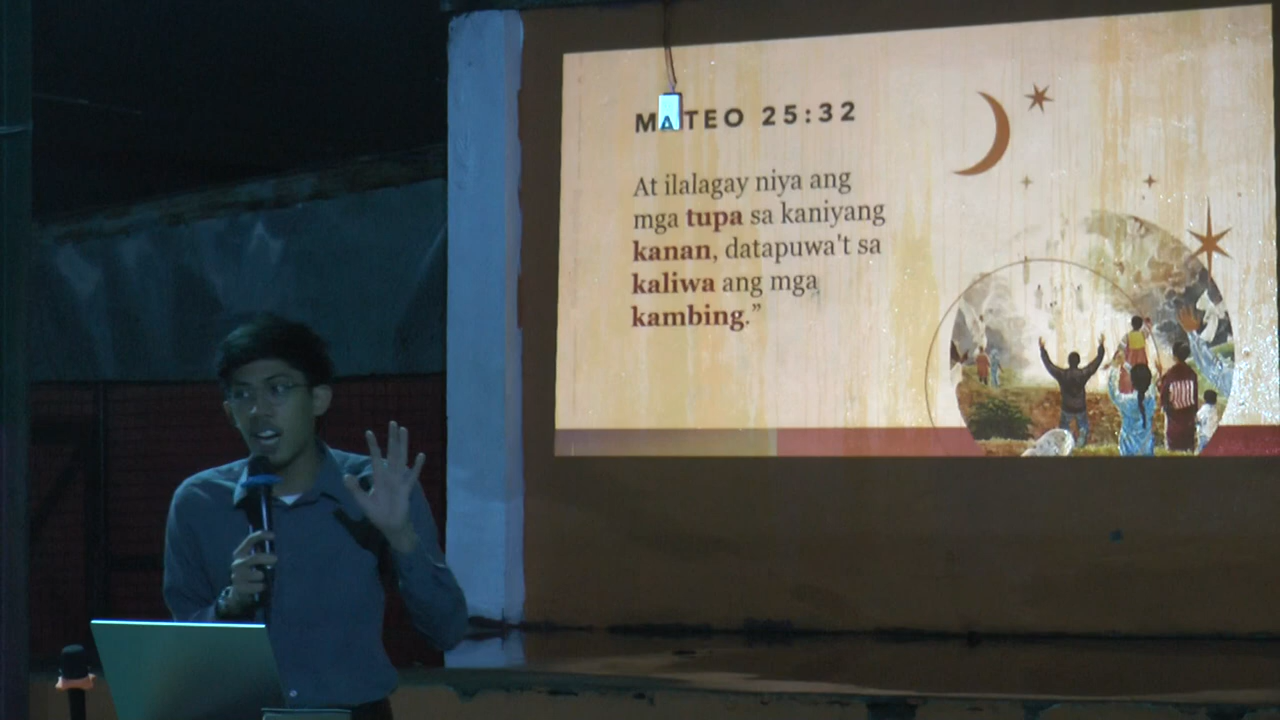 MATEO 25:32
At ilalagay niya ang
mga tupa sa kaniyang
kanan, datapuwa't sa
kaliwa ang mga
kambing.”